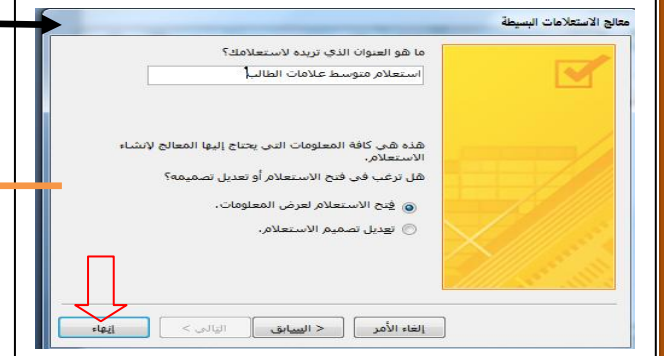 معالج الاستعلامات البسيطة
ما هو العنوان الذي تريده لاستعلامك؟
استعلام متوسط علامات الطالب
هذه هي كافة المعلومات التي يحتاج إليها المعالج لإنشاء
الاستعلام.
هل ترغب في فتح الاستعلام أو تعديل تصميمه؟
فتح الاستعلام لعرض المعلومات.
تعديل تصميم الاستعلام.
إلغاء الأمر
< السابق
التالي >
إنهاء